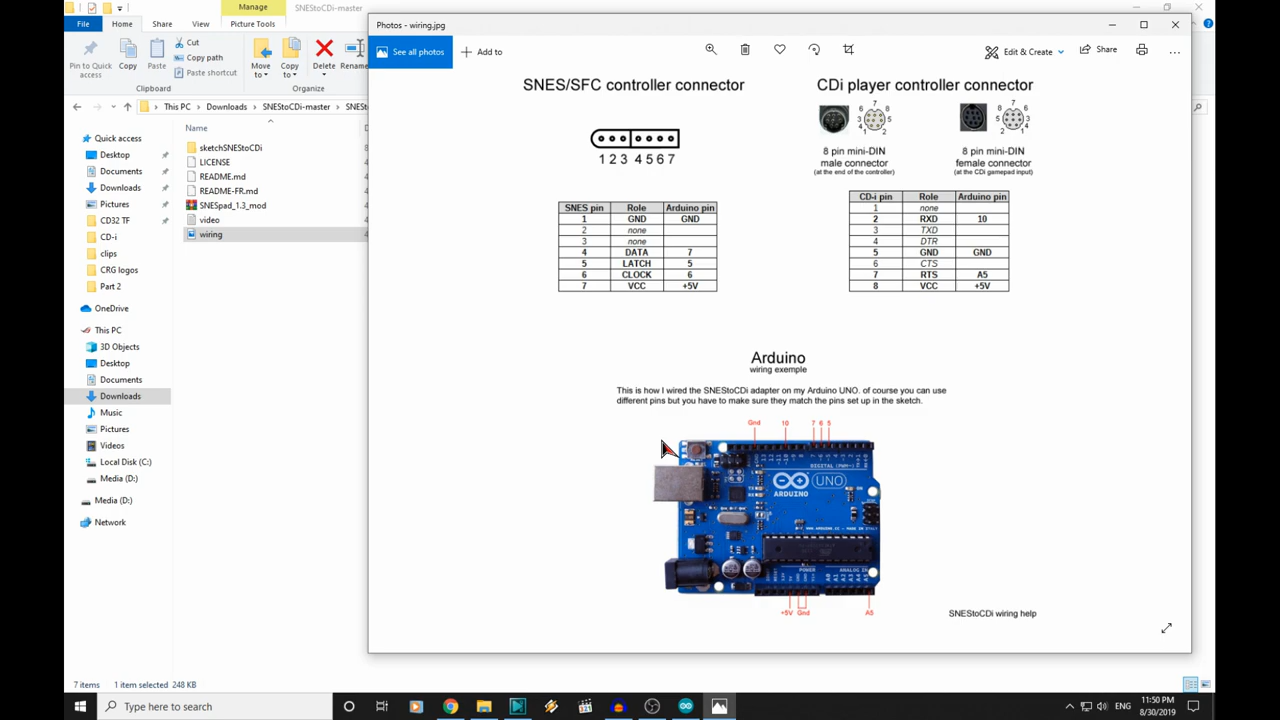 Manage
SNEStoCDi-master
File
Home
Share
View
Picture Tools
Pin to Quick access
Copy
Paste
Cut
Copy path
Paste shortcut
Clipboard
Move to
Copy to
Delete
Rename
Organize
This PC
Downloads
SNEStoCDi-master
Name
Quick access
Desktop
Documents
Downloads
Pictures
CD32 TF
CD-i
clips
CRG logos
Part 2
OneDrive
This PC
3D Objects
Desktop
Documents
Downloads
Music
Pictures
Videos
Local Disk (C:)
Media (D:)
Media (D:)
Network
sketchSNEStoCDi
LICENSE
README.md
README-FR.md
SNESpad_1.3_mod
video
wiring
7 items 1 item selected 248 KB
Photos - wiring.jpg
See all photos
Add to
Edit & Create
Share
SNES/SFC controller connector
1 2 3 4 5 6 7
SNES pin Role Arduino pin
1 GND GND
2 none
3 none
4 DATA 7
5 LATCH 5
6 CLOCK 6
7 VCC +5V
CDi player controller connector
8 pin mini-DIN
male connector
(at the end of the controller)
8 pin mini-DIN
female connector
(at the CDi gamepad input)
CD-i pin Role Arduino pin
1 none
2 RXD 10
3 TXD
4 DTR
5 GND GND
6 CTS
7 RTS A5
8 VCC +5V
Arduino
wiring exemple
This is how I wired the SNEStoCDi adapter on my Arduino UNO. of course you can use
different pins but you have to make sure they match the pins set up in the sketch.
Gnd 10 7 6 5
UNO
ARDUINO
+5V Gnd A5
SNEStoCDi wiring help
Type here to search
ENG
11:50 PM
8/30/2019